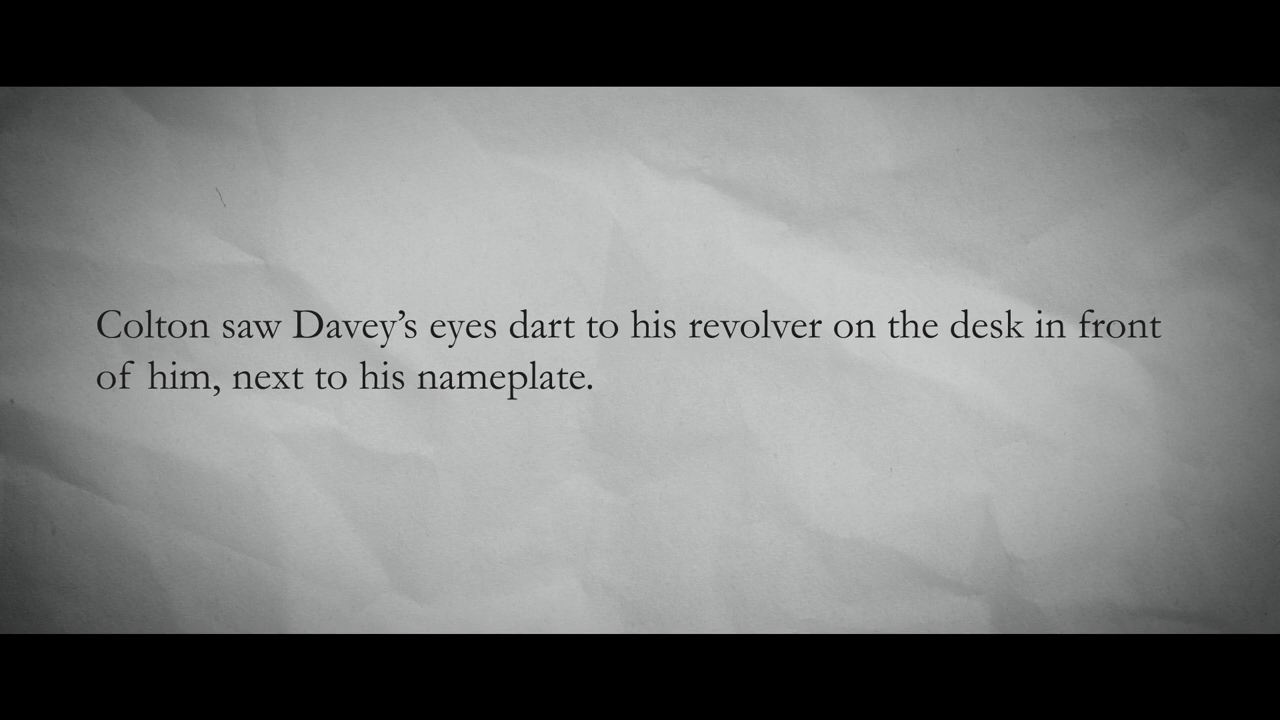 Colton saw Davey’s eyes dart to his revolver on the desk in front
of him, next to his nameplate.